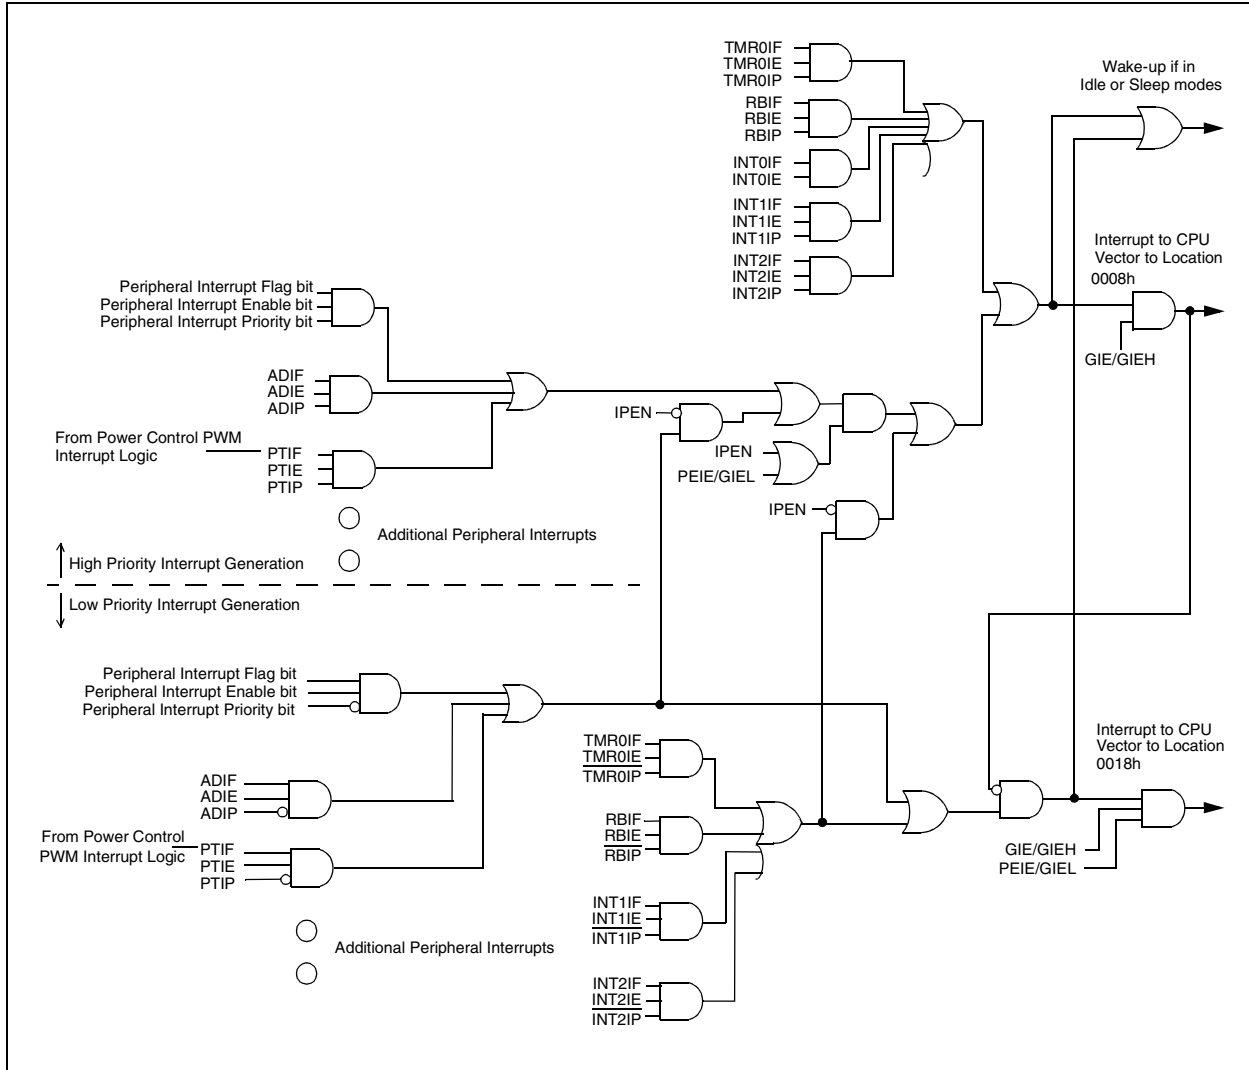 TMR0IF
TMR0IE
TMR0IP
RBIF
RBIE
RBIP
INT0IF
INT0IE
INT1IF
INT1IE
INT1IP
INT2IF
INT2IE
INT2IP
Wake-up if in
Idle or Sleep modes
Interrupt to CPU
Vector to Location
0008h
GIE/GIEH
Peripheral Interrupt Flag bit
Peripheral Interrupt Enable bit
Peripheral Interrupt Priority bit
ADIF
ADIE
ADIP
From Power Control PWM
Interrupt Logic
PTIF
PTIE
PTIP
Additional Peripheral Interrupts
IPEN
IPEN
PEIE/GIEL
IPEN
High Priority Interrupt Generation
Low Priority Interrupt Generation
Peripheral Interrupt Flag bit
Peripheral Interrupt Enable bit
Peripheral Interrupt Priority bit
ADIF
ADIE
ADIP
From Power Control
PWM Interrupt Logic
PTIF
PTIE
PTIP
Additional Peripheral Interrupts
TMR0IF
TMR0IE
TMR0IP
RBIF
RBIE
RBIP
INT1IF
INT1IE
INT1IP
INT2IF
INT2IE
INT2IP
Interrupt to CPU
Vector to Location
0018h
GIE/GIEH
PEIE/GIEL